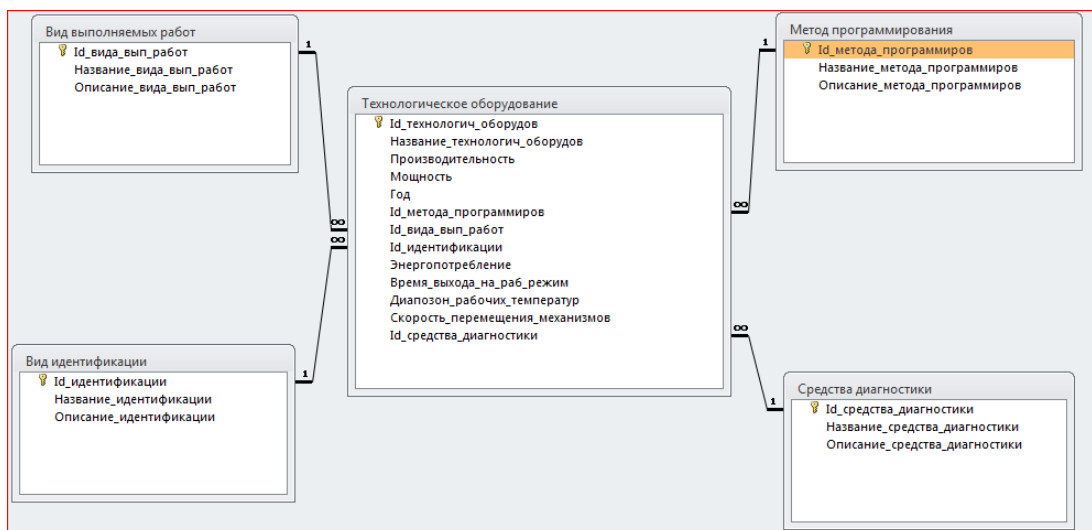 Вид выполняемых работ
Id_вида_вып_работ
Название_вида_вып_работ
Описание_вида_вып_работ
1
∞
Вид идентификации
Id_идентификации
Название_идентификации
Описание_идентификации
1
∞
Технологическое оборудование
Id_технологич_оборудов
Название_технологич_оборудов
Производительность
Мощность
Год
Id_метода_программиров
Id_вида_вып_работ
Id_идентификации
Энергопотребление
Время_выхода_на_раб_режим
Диапозон_рабочих_температур
Скорость_перемещения_механизмов
Id_средства_диагностики
Метод программирования
Id_метода_программиров
Название_метода_программиров
Описание_метода_программиров
1
∞
Средства диагностики
Id_средства_диагностики
Название_средства_диагностики
Описание_средства_диагностики
1
∞